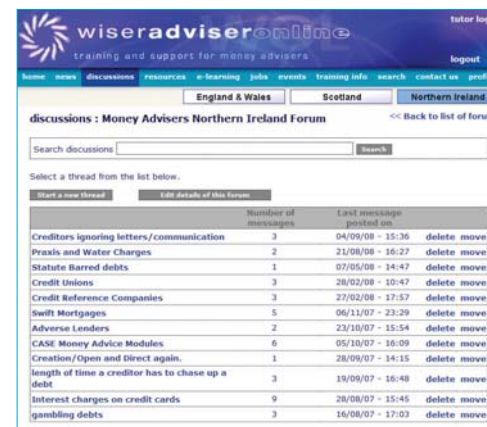 tutor log
wiseradviseronline
training and support for money advisers
logout
home news discussions resources e-learning jobs events training info search contact us profi
England & Wales Scotland Northern Ireland
discussions : Money Advisers Northern Ireland Forum << Back to list of foru
Search discussions Search
Select a thread from the list below.
Start a new thread Edit details of this forum
Number of messages Last message posted on
Creditors ignoring letters/communication 3 04/09/08 - 15:36 delete move
Praxis and Water Charges 2 21/08/08 - 16:27 delete move
Statute Barred debts 1 07/05/08 - 14:47 delete move
Credit Unions 3 28/02/08 - 10:47 delete move
Credit Reference Companies 3 27/02/08 - 17:57 delete move
Swift Mortgages 5 06/11/07 - 23:29 delete move
Adverse Lenders 2 23/10/07 - 15:54 delete move
CASE Money Advice Modules 6 05/10/07 - 16:09 delete move
Creation/Open and Direct again. 1 28/09/07 - 14:15 delete move
length of time a creditor has to chase up a
debt 3 19/09/07 - 16:48 delete move
Interest charges on credit cards 9 28/08/07 - 15:45 delete move
gambling debts 3 16/08/07 - 17:03 delete move